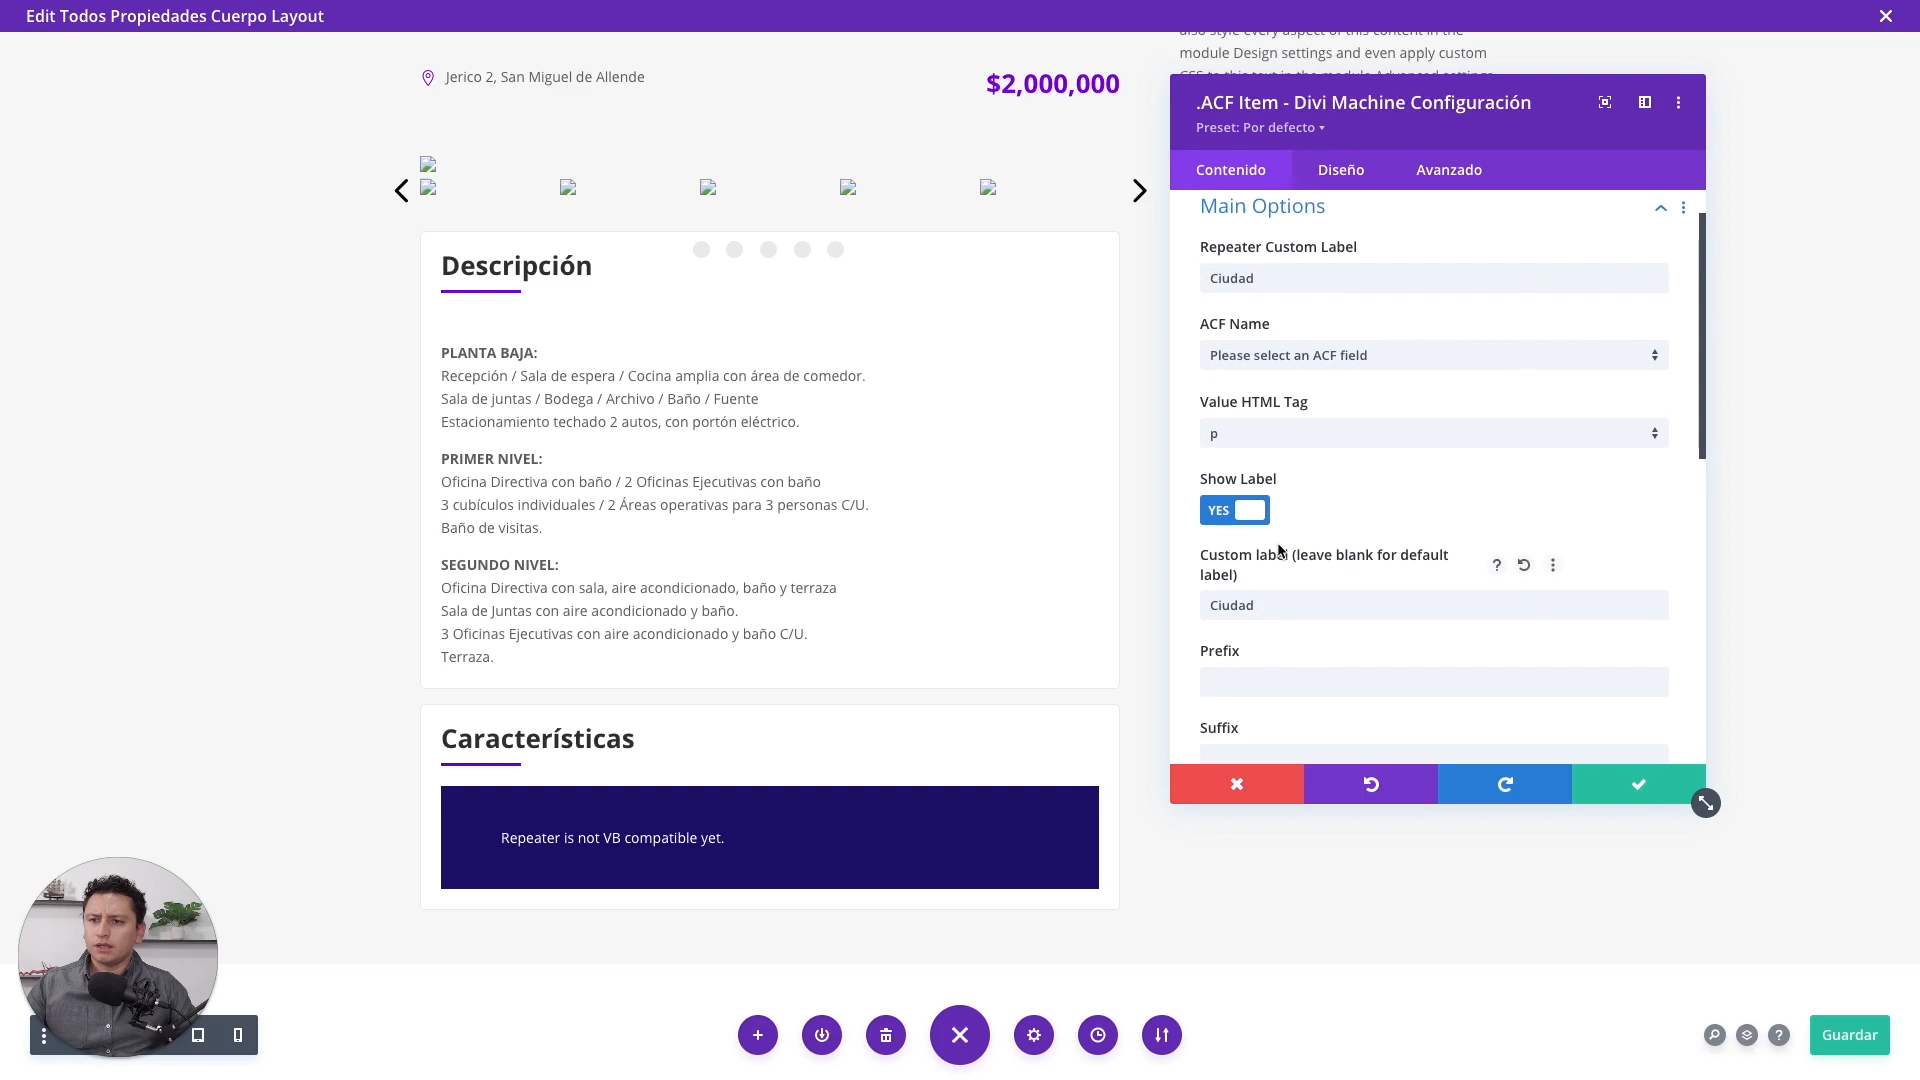 Edit Todos Propiedades Cuerpo Layout
module Design settings and even apply custom
Jerico 2, San Miguel de Allende
$2,000,000
.ACF Item - Divi Machine Configuración
Preset: Por defecto
Contenido
Diseño
Avanzado
Main Options
Repeater Custom Label
Ciudad
ACF Name
Please select an ACF field
Value HTML Tag
p
Show Label
YES
Custom label (leave blank for default
label)
?
Ciudad
Prefix
Suffix
Descripción
PLANTA BAJA:
Recepción / Sala de espera / Cocina amplia con área de comedor.
Sala de juntas / Bodega / Archivo / Baño / Fuente
Estacionamiento techado 2 autos, con portón eléctrico.
PRIMER NIVEL:
Oficina Directiva con baño / 2 Oficinas Ejecutivas con baño
3 cubículos individuales / 2 Áreas operativas para 3 personas C/U.
Baño de visitas.
SEGUNDO NIVEL:
Oficina Directiva con sala, aire acondicionado, baño y terraza
Sala de Juntas con aire acondicionado y baño.
3 Oficinas Ejecutivas con aire acondicionado y baño C/U.
Terraza.
Características
Repeater is not VB compatible yet.
?
Guardar